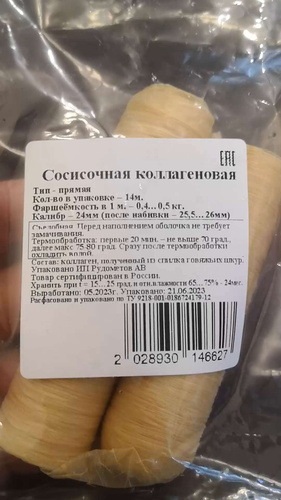 EAC
Сосисочная коллагеновая
Тип - прямая
Кол-во в упаковке – 14м.
Фаршеёмкость в 1 м. – 0,4...0,5 кг.
Калибр – 24мм (после набивки – 25,5...26мм)
Съедобная. Перед наполнением оболочка не требует
замачивания.
Термообработка: первые 20 мин. – не выше 70 град.,
далее макс 75-80 град. Сразу после термообработки
охладить водой.
Состав: коллаген, полученный из спилка говяжьих шкур.
Упаковано ИП Рудометов АВ
Товар сертифицирован в России.
Хранить при t = 15...25 град. и отн.влажности 65...75% - 24мес.
Выработано: 05.2023г. Упаковано: 21.06.2023
Расфасовано и упаковано по ТУ 9218-001-0186724179-12
2 028930 146627